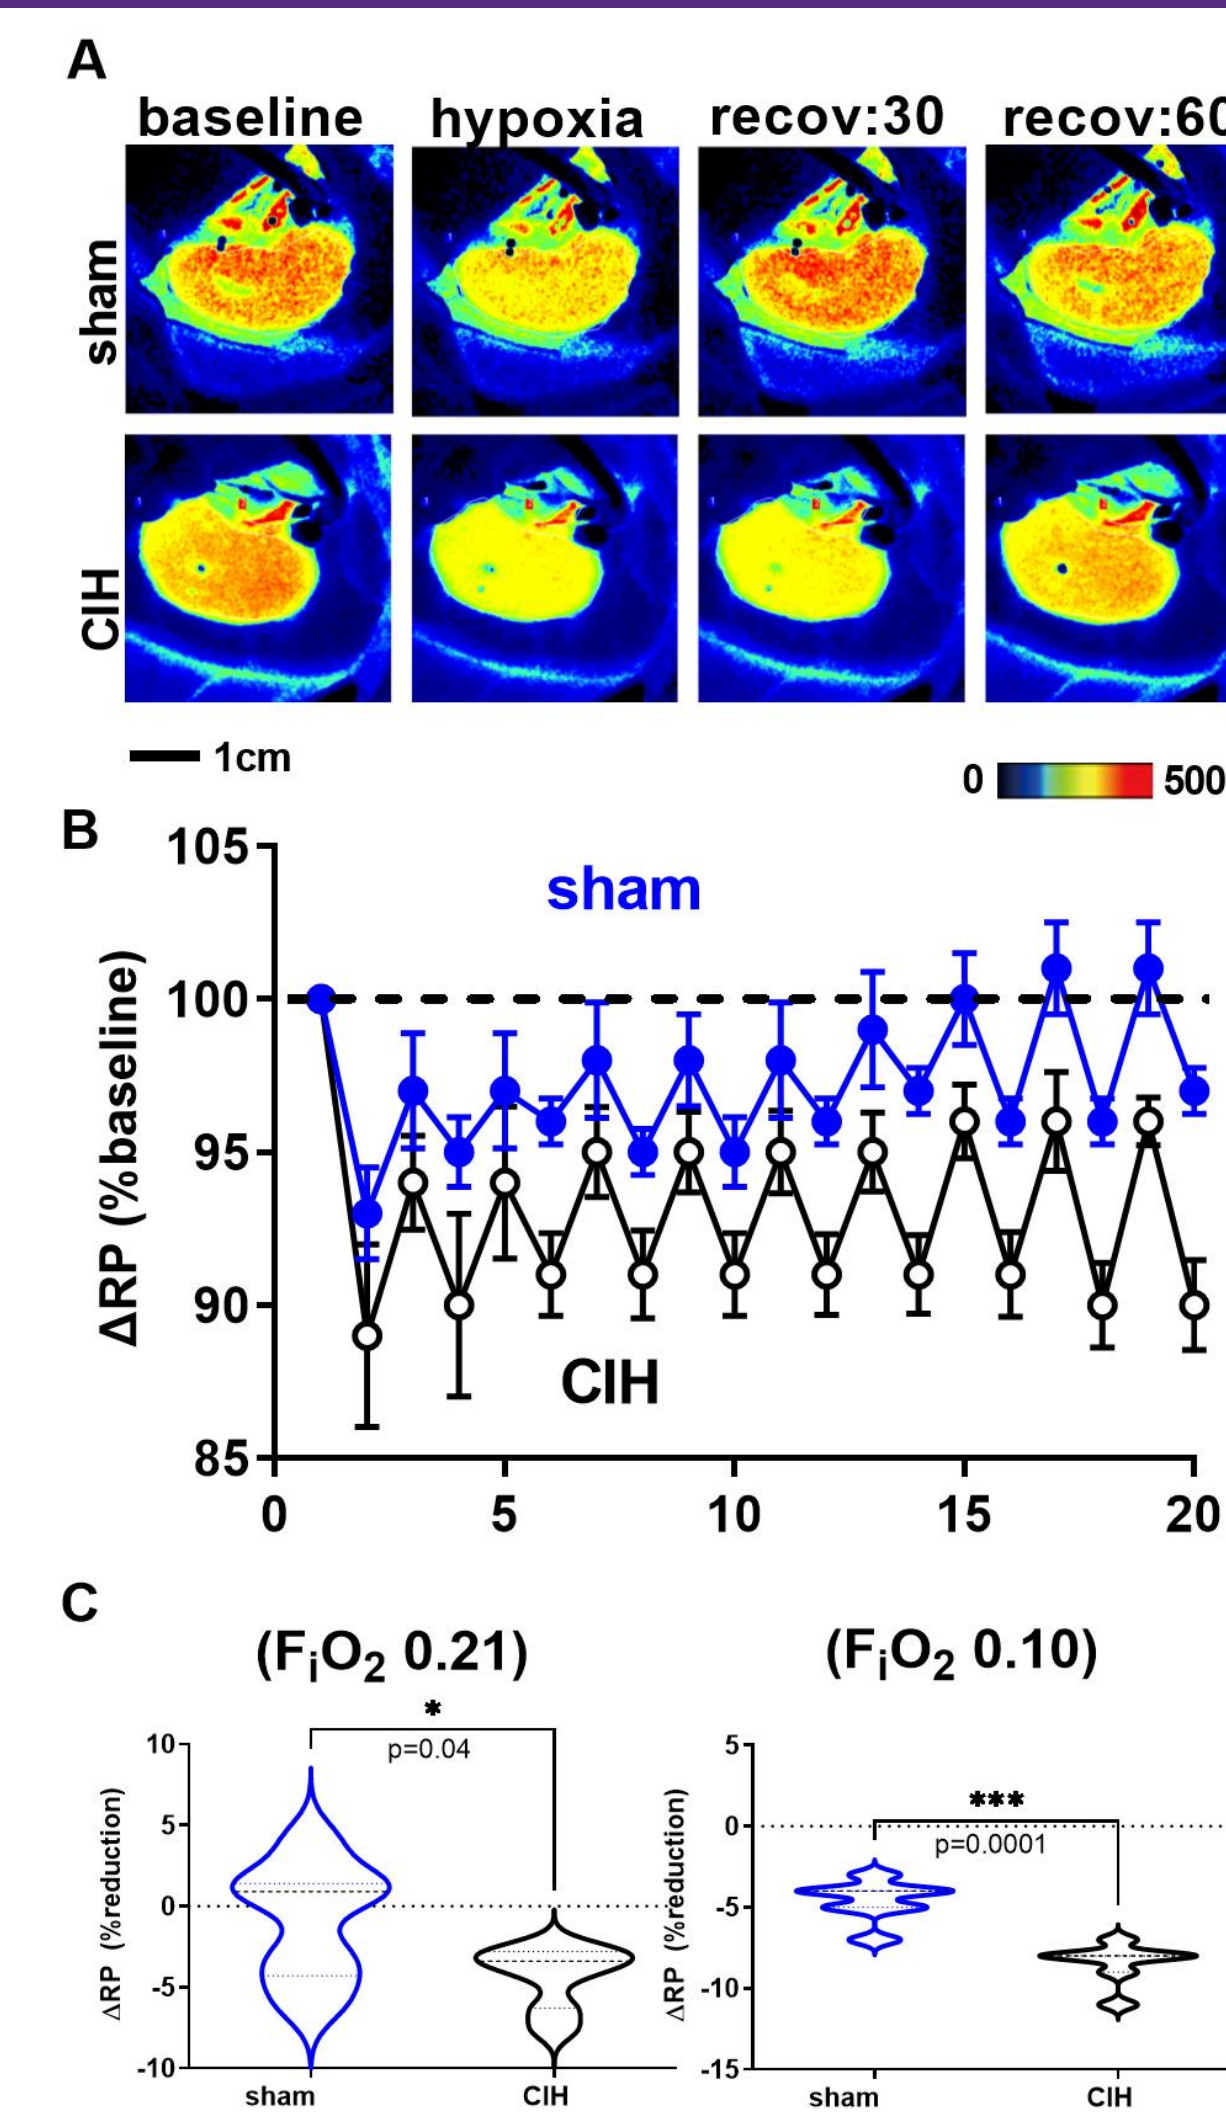 A
baseline hypoxia recov:30 recov:60
sham
CIH
1cm
0 500
B
105
100
95
90
85
ΔRP (%baseline)
sham
CIH
0 5 10 15 20
C
(FiO2 0.21) (FiO2 0.10)
*
p=0.04
10
5
0
-5
-10
ΔRP (%reduction)
sham CIH
***
p=0.0001
5
0
-5
-10
-15
ΔRP (%reduction)
sham CIH